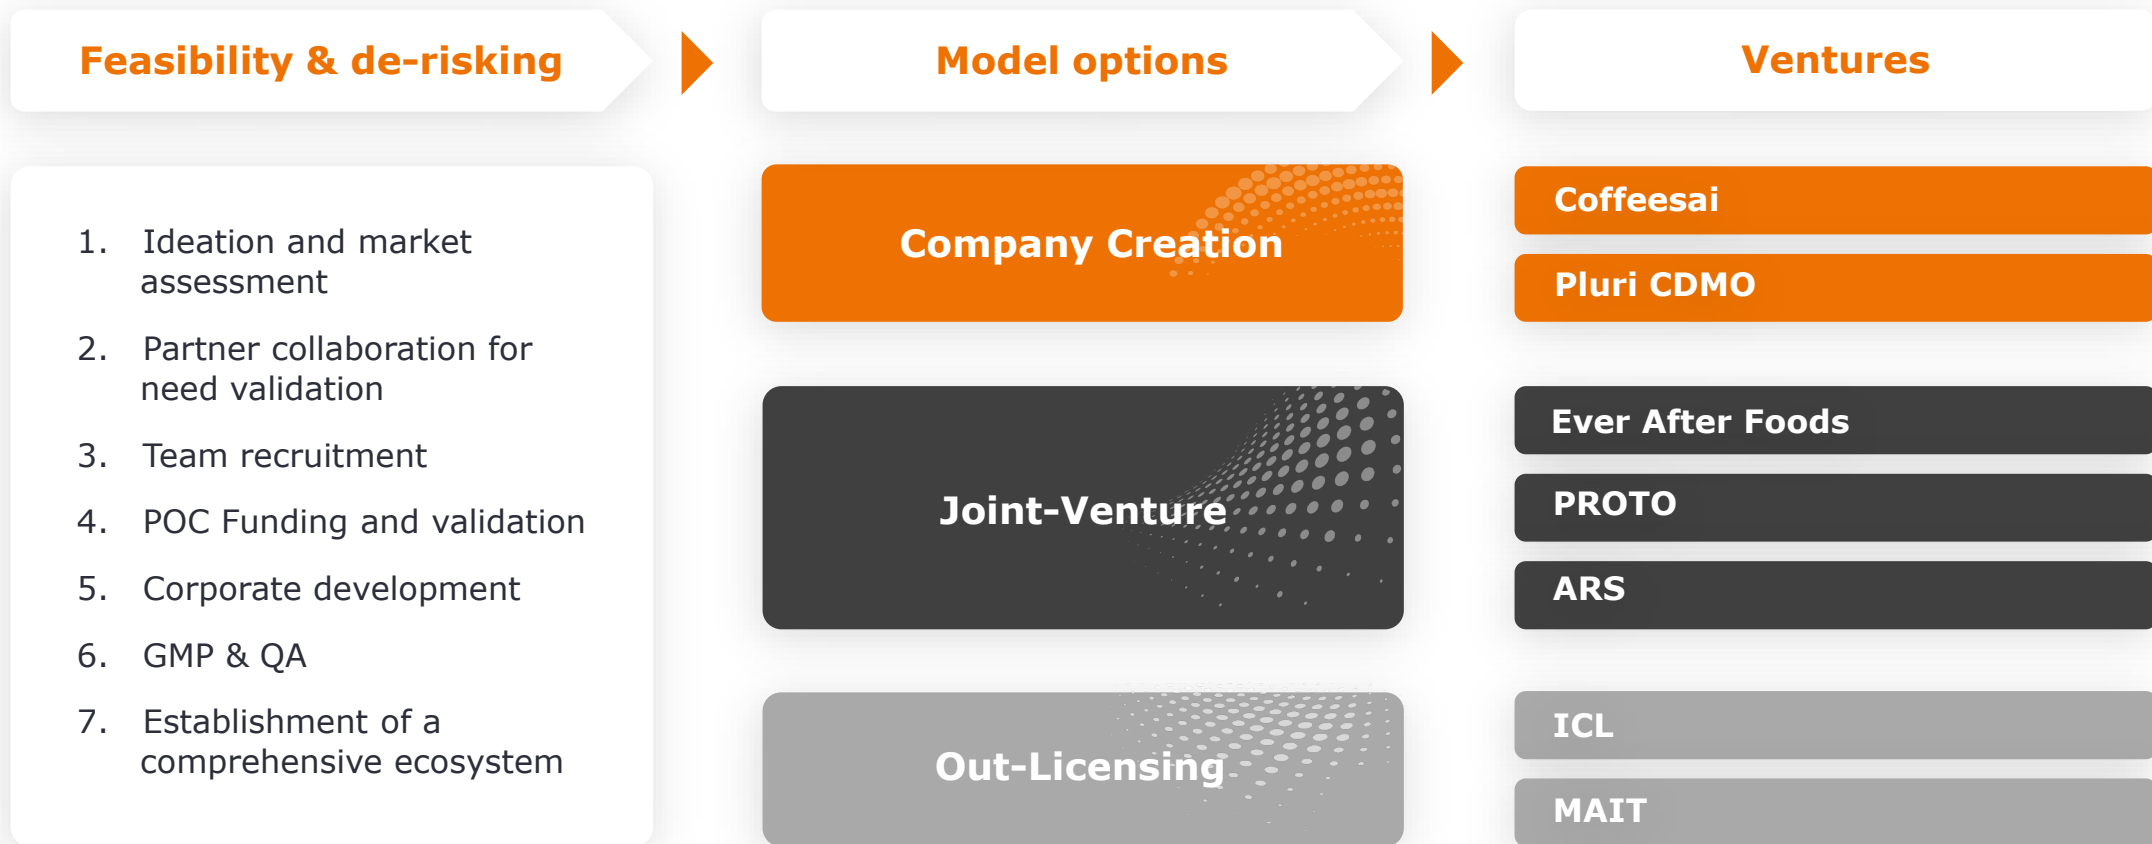 Feasibility & de-risking
Model options
Ventures
1. Ideation and market
assessment
2. Partner collaboration for
need validation
3. Team recruitment
4. POC Funding and validation
5. Corporate development
6. GMP & QA
7. Establishment of a
comprehensive ecosystem
Company Creation
Joint-Venture
Out-Licensing
Coffeesai
Pluri CDMO
Ever After Foods
PROTO
ARS
ICL
MAIT